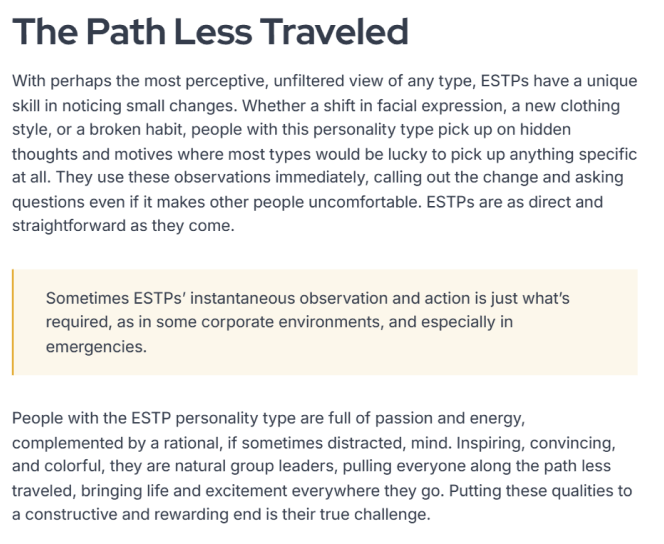 The Path Less Traveled
With perhaps the most perceptive, unfiltered view of any type, ESTPs have a unique
skill in noticing small changes. Whether a shift in facial expression, a new clothing
style, or a broken habit, people with this personality type pick up on hidden
thoughts and motives where most types would be lucky to pick up anything specific
at all. They use these observations immediately, calling out the change and asking
questions even if it makes other people uncomfortable. ESTPs are as direct and
straightforward as they come.
Sometimes ESTPs’ instantaneous observation and action is just what’s
required, as in some corporate environments, and especially in
emergencies.
People with the ESTP personality type are full of passion and energy,
complemented by a rational, if sometimes distracted, mind. Inspiring, convincing,
and colorful, they are natural group leaders, pulling everyone along the path less
traveled, bringing life and excitement everywhere they go. Putting these qualities to
a constructive and rewarding end is their true challenge.